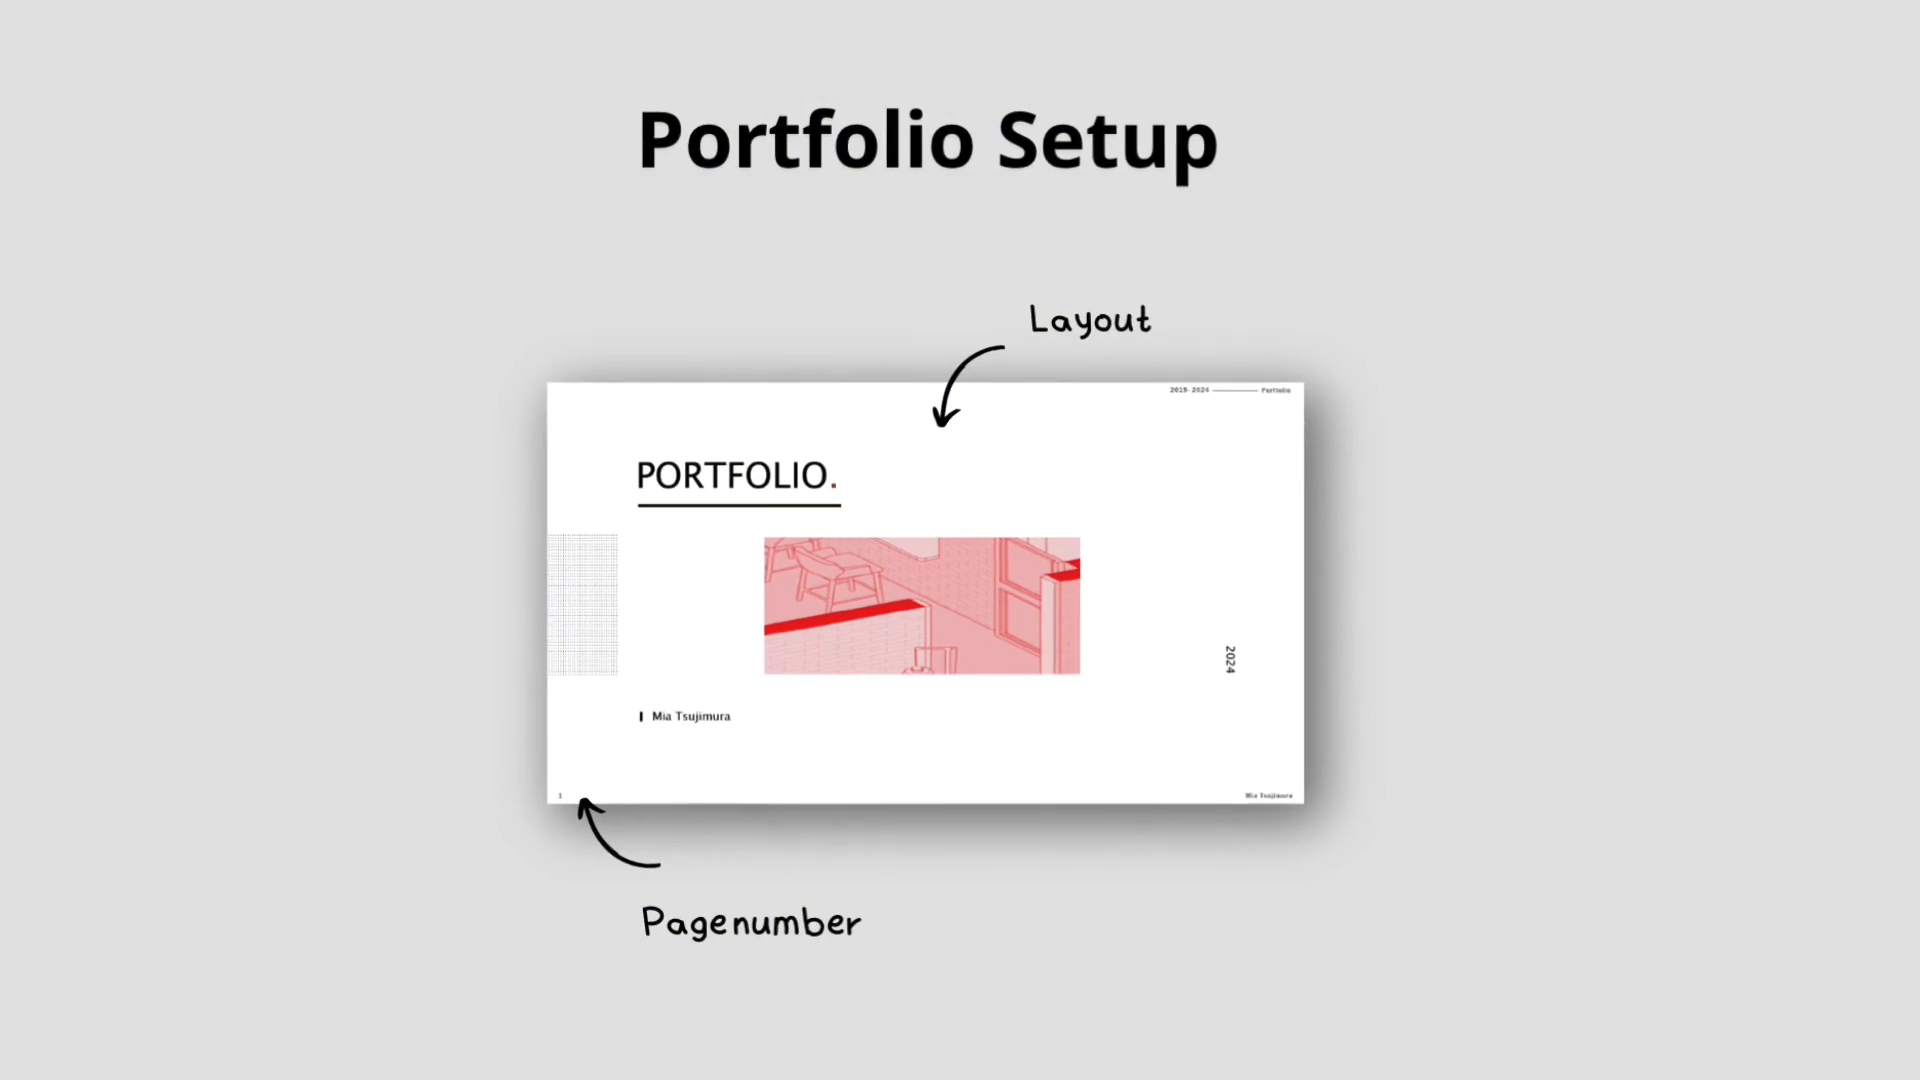 Portfolio Setup
Layout
2019-2024 Portfolio
PORTFOLIO.
2024
Mia Tsujimura
1 Mia Tsujimura
Pagenumber